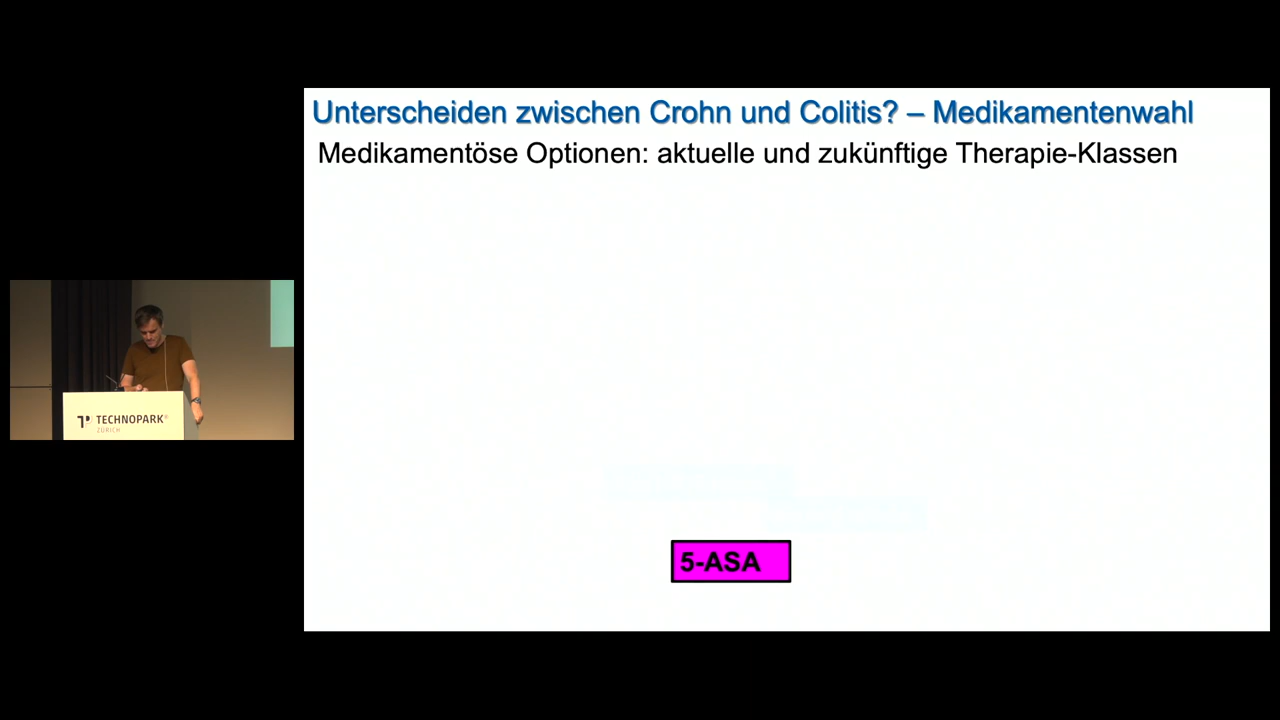 Unterscheiden zwischen Crohn und Colitis? – Medikamentenwahl
Medikamentöse Optionen: aktuelle und zukünftige Therapie-Klassen
5-ASA
TECHNOPARK®
ZÜRICH